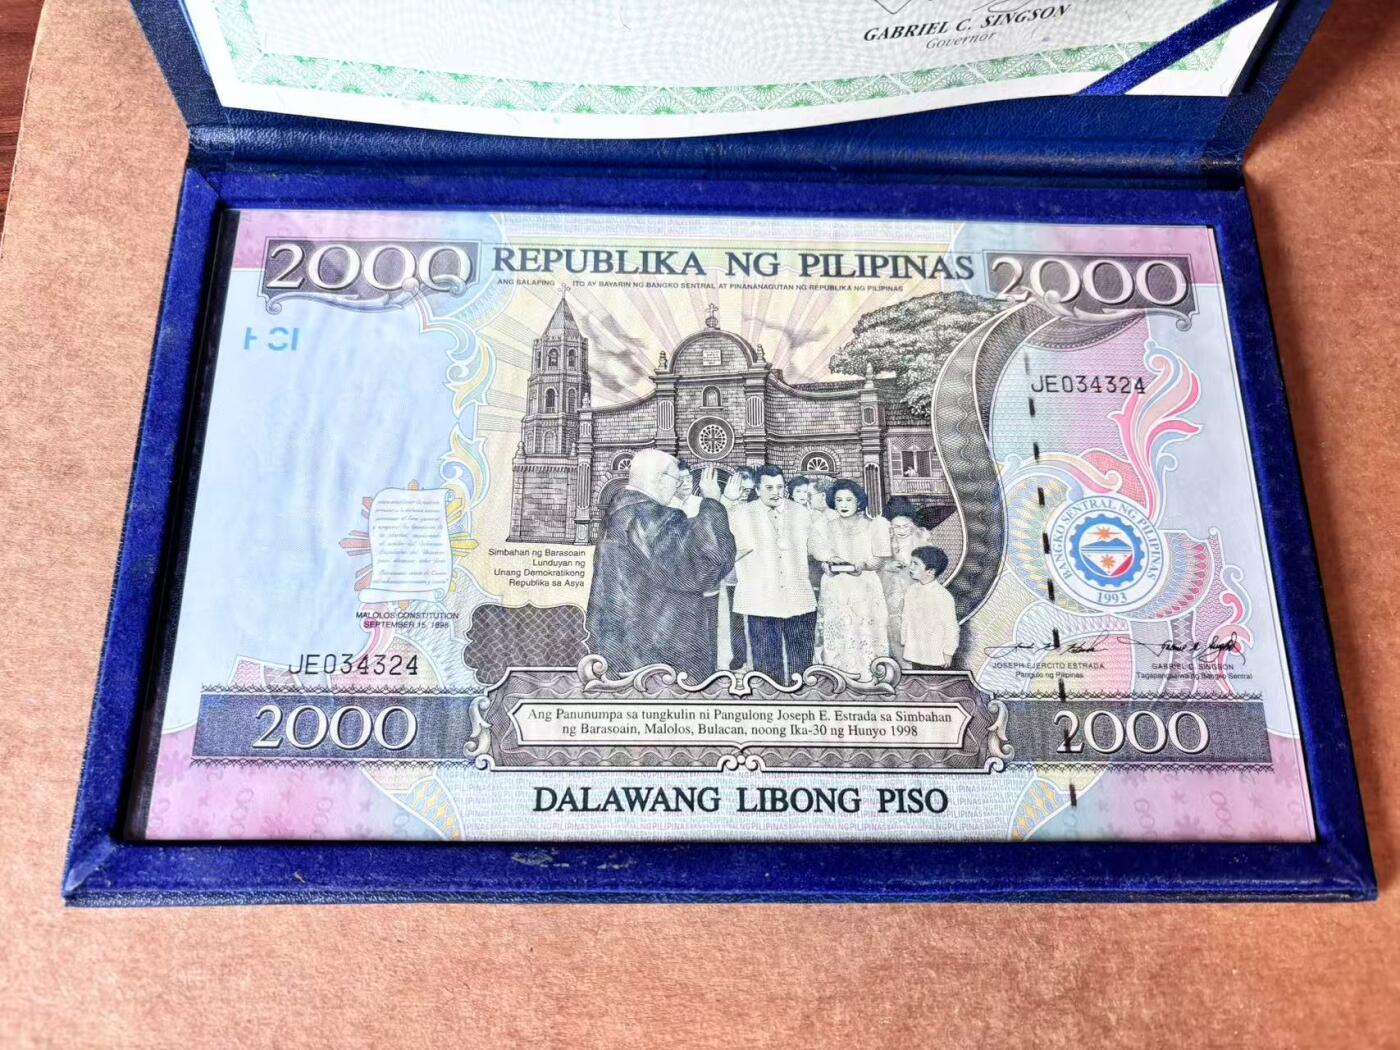 GABRIEL C. SINGSON
Governor
2000 REPUBLIKA NG PILIPINAS 2000
ANG SALAPING ITO AY BAYARIN NG BANGKO SENTRAL AT PINANANAGUTAN NG REPUBLIKA NG PILIPINAS
JE034324
Simbahan ng Barasoain
Lunduyan ng
Unang Demokratikong
Republika sa Asya
BANGKO SENTRAL NG PILIPINAS
1993
MALOLOS CONSTITUTION
SEPTEMBER 15, 1898
JE034324
JOSEPH EJERCITO ESTRADA
Pangulo ng Pilipinas
GABRIEL C. SINGSON
Tagapangasiwa ng Bangko Sentral
2000
Ang Panunumpa sa tungkulin ni Pangulong Joseph E. Estrada sa Simbahan
ng Barasoain, Malolos, Bulacan, noong Ika-30 ng Hunyo 1998
2000
DALAWANG LIBONG PISO